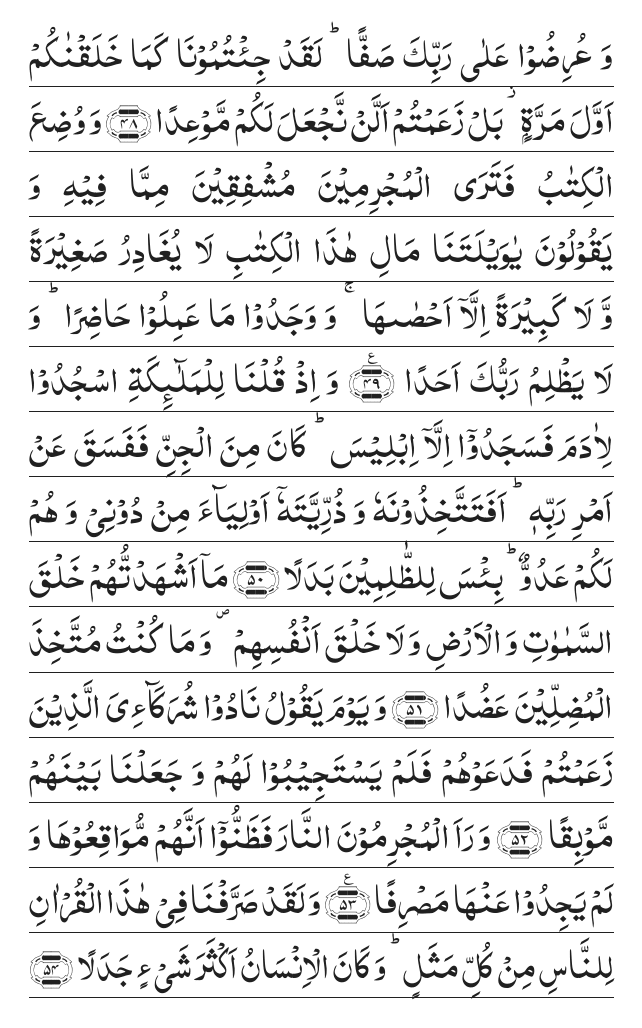 وَ عُرِضُوْا عَلٰی رَبِّكَ صَفًّا ؕ لَقَدْ جِئْتُمُوْنَا كَمَا خَلَقْنٰكُمْ
اَوَّلَ مَرَّةٍۭ ؗ بَلْ زَعَمْتُمْ اَلَّنْ نَّجْعَلَ لَكُمْ مَّوْعِدًا ﴿۴۸﴾ وَ وُضِعَ
الْكِتٰبُ فَتَرَی الْمُجْرِمِیْنَ مُشْفِقِیْنَ مِمَّا فِیْهِ وَ
یَقُوْلُوْنَ یٰوَیْلَتَنَا مَالِ هٰذَا الْكِتٰبِ لَا یُغَادِرُ صَغِیْرَةً
وَّ لَا كَبِیْرَةً اِلَّاۤ اَحْصٰىهَا ۚ وَ وَجَدُوْا مَا عَمِلُوْا حَاضِرًا ؕ وَ
لَا یَظْلِمُ رَبُّكَ اَحَدًا ﴿۴۹﴾ع وَ اِذْ قُلْنَا لِلْمَلٰٓىِٕكَةِ اسْجُدُوْا
لِاٰدَمَ فَسَجَدُوْۤا اِلَّاۤ اِبْلِیْسَ ؕ كَانَ مِنَ الْجِنِّ فَفَسَقَ عَنْ
اَمْرِ رَبِّهٖ ؕ اَفَتَتَّخِذُوْنَهٗ وَ ذُرِّیَّتَهٗۤ اَوْلِیَآءَ مِنْ دُوْنِیْ وَ هُمْ
لَكُمْ عَدُوٌّ ؕ بِئْسَ لِلظّٰلِمِیْنَ بَدَلًا ﴿۵۰﴾ مَاۤ اَشْهَدْتُّهُمْ خَلْقَ
السَّمٰوٰتِ وَ الْاَرْضِ وَ لَا خَلْقَ اَنْفُسِهِمْ ۪ وَ مَا كُنْتُ مُتَّخِذَ
الْمُضِلِّیْنَ عَضُدًا ﴿۵۱﴾ وَ یَوْمَ یَقُوْلُ نَادُوْا شُرَكَآءِیَ الَّذِیْنَ
زَعَمْتُمْ فَدَعَوْهُمْ فَلَمْ یَسْتَجِیْبُوْا لَهُمْ وَ جَعَلْنَا بَیْنَهُمْ
مَّوْبِقًا ﴿۵۲﴾ وَ رَاَ الْمُجْرِمُوْنَ النَّارَ فَظَنُّوْۤا اَنَّهُمْ مُّوَاقِعُوْهَا وَ
لَمْ یَجِدُوْا عَنْهَا مَصْرِفًا ﴿۵۳﴾ع وَ لَقَدْ صَرَّفْنَا فِیْ هٰذَا الْقُرْاٰنِ
لِلنَّاسِ مِنْ كُلِّ مَثَلٍ ؕ وَ كَانَ الْاِنْسَانُ اَكْثَرَ شَیْءٍ جَدَلًا ﴿۵۴﴾